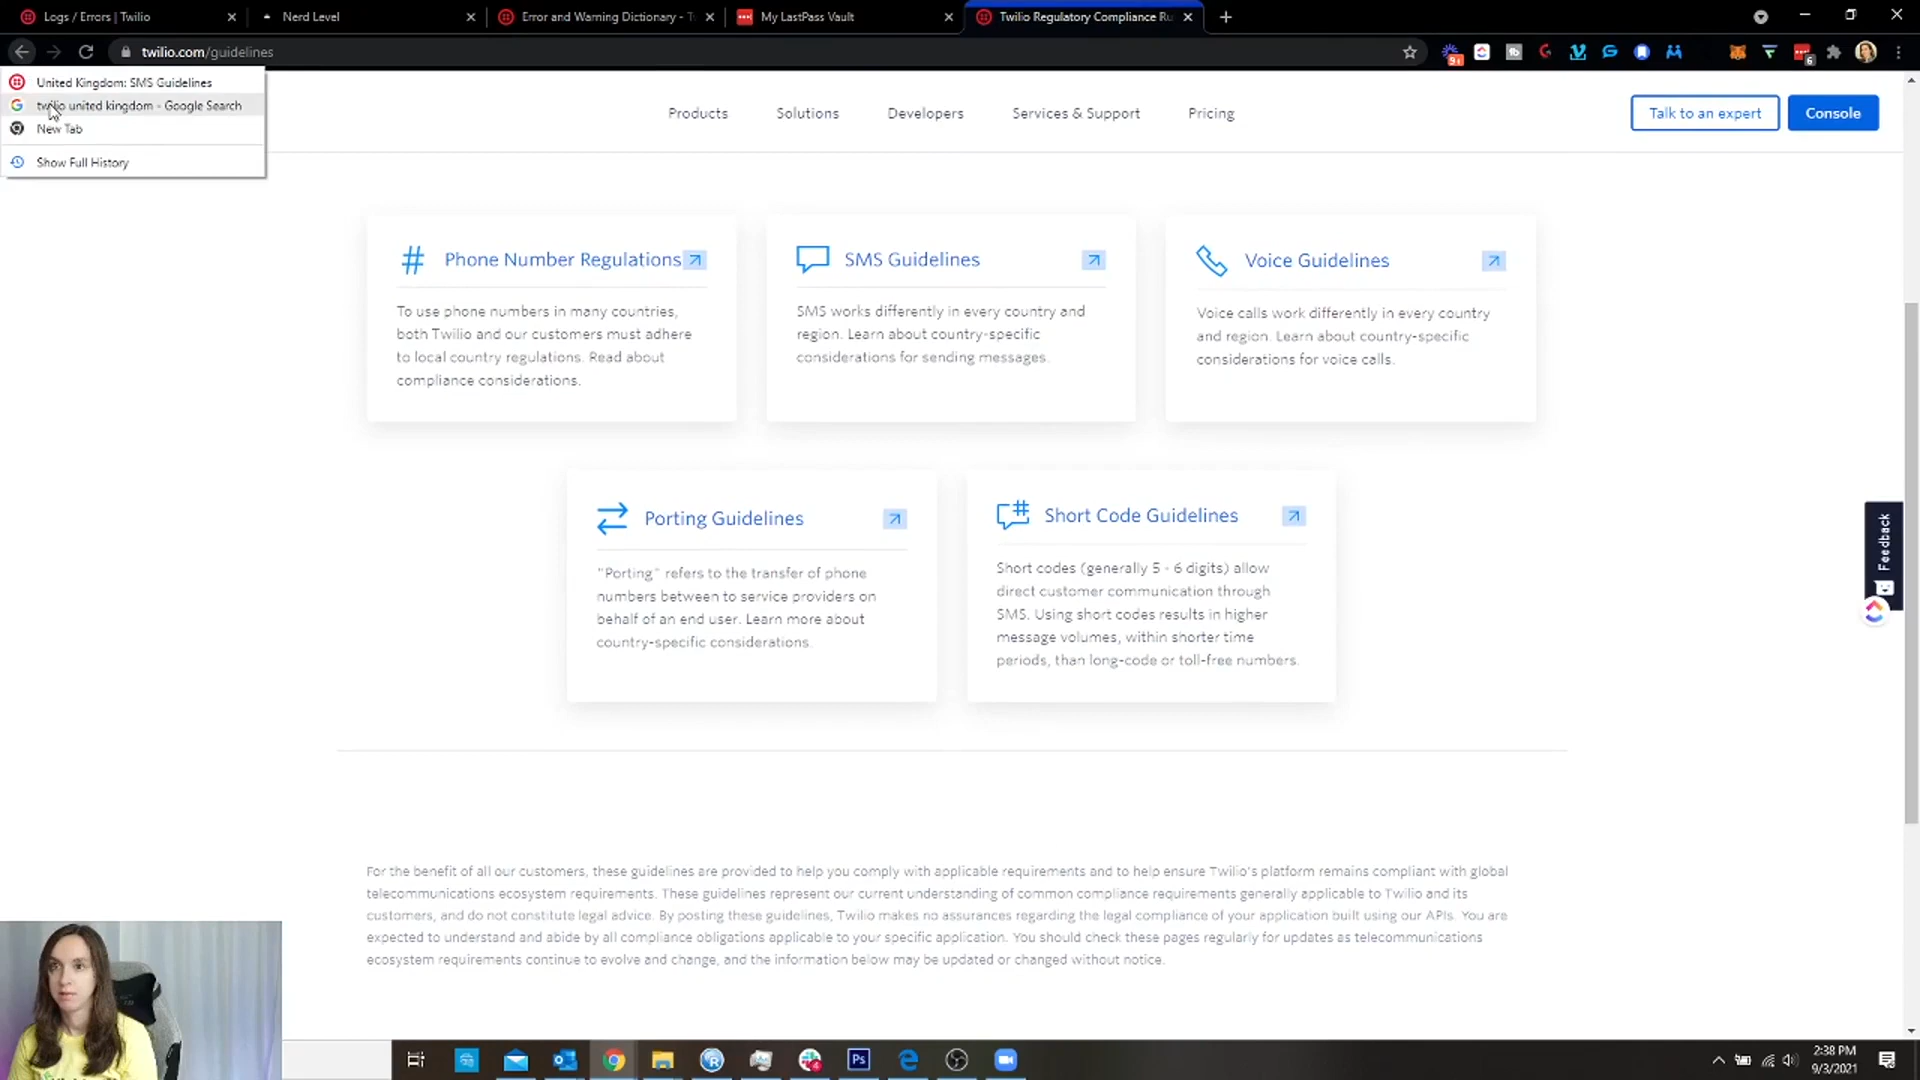 Logs / Errors | Twilio
Nerd Level
Error and Warning Dictionary - Tw
My LastPass Vault
Twilio Regulatory Compliance Ru
twilio.com/guidelines
9+
6
United Kingdom: SMS Guidelines
twilio united kingdom - Google Search
New Tab
Show Full History
Products
Solutions
Developers
Services & Support
Pricing
Talk to an expert
Console
Phone Number Regulations
To use phone numbers in many countries,
both Twilio and our customers must adhere
to local country regulations. Read about
compliance considerations.
SMS Guidelines
SMS works differently in every country and
region. Learn about country-specific
considerations for sending messages.
Voice Guidelines
Voice calls work differently in every country
and region. Learn about country-specific
considerations for voice calls.
Porting Guidelines
"Porting" refers to the transfer of phone
numbers between to service providers on
behalf of an end user. Learn more about
country-specific considerations.
Short Code Guidelines
Short codes (generally 5 - 6 digits) allow
direct customer communication through
SMS. Using short codes results in higher
message volumes, within shorter time
periods, than long-code or toll-free numbers.
Feedback
For the benefit of all our customers, these guidelines are provided to help you comply with applicable requirements and to help ensure Twilio's platform remains compliant with global
telecommunications ecosystem requirements. These guidelines represent our current understanding of common compliance requirements generally applicable to Twilio and its
customers, and do not constitute legal advice. By posting these guidelines, Twilio makes no assurances regarding the legal compliance of your application built using our APIs. You are
expected to understand and abide by all compliance obligations applicable to your specific application. You should check these pages regularly for updates as telecommunications
ecosystem requirements continue to evolve and change, and the information below may be updated or changed without notice.
Ps
2:38 PM
9/3/2021